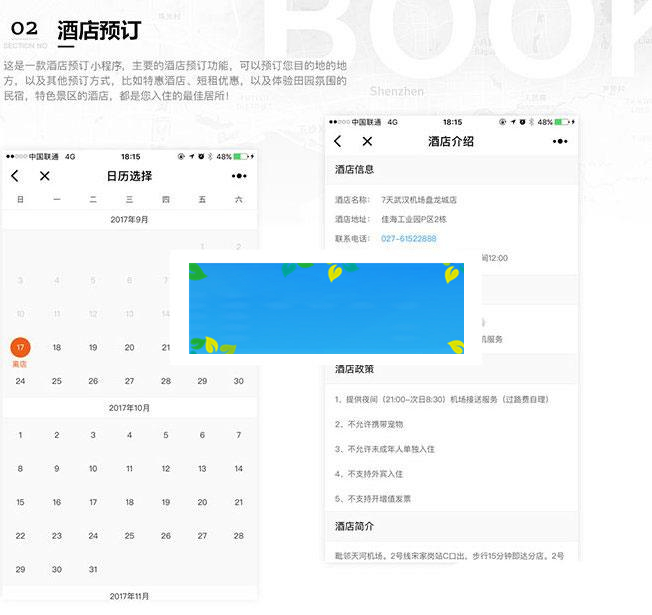 BOOK
02 酒店预订
SECTION NO
这是一款酒店预订小程序，主要的酒店预订功能，可以预订您目的地的地
方，以及其他预订方式，比如特惠酒店、短租优惠，以及体验田园氛围的
民宿，特色景区的酒店，都是您入住的最佳居所！
Shenzhen
中国联通 4G 18:15 48%
日历选择
日 一 二 三 四 五 六
2017年9月
1 2
3 4 5 6 7
10 11 12 13 14
17 18 19 20 21
离店
24 25 26 27 28 29 30
2017年10月
1 2 3 4 5 6 7
8 9 10 11 12 13 14
15 16 17 18 19 20 21
22 23 24 25 26 27 28
29 30 31
2017年11月
中国联通 4G 18:15 48%
酒店介绍
酒店信息
酒店名称： 7天武汉机场盘龙城店
酒店地址： 佳海工业园P区2栋
联系电话： 027-61522888
间12:00
机服务
酒店政策
1、提供夜间（21:00~次日8:30）机场接送服务（过路费自理）
2、不允许携带宠物
3、不允许未成年人单独入住
4、不支持外宾入住
5、不支持开增值发票
酒店简介
毗邻天河机场。2号线宋家岗站C口出，步行15分钟即达分店。2号